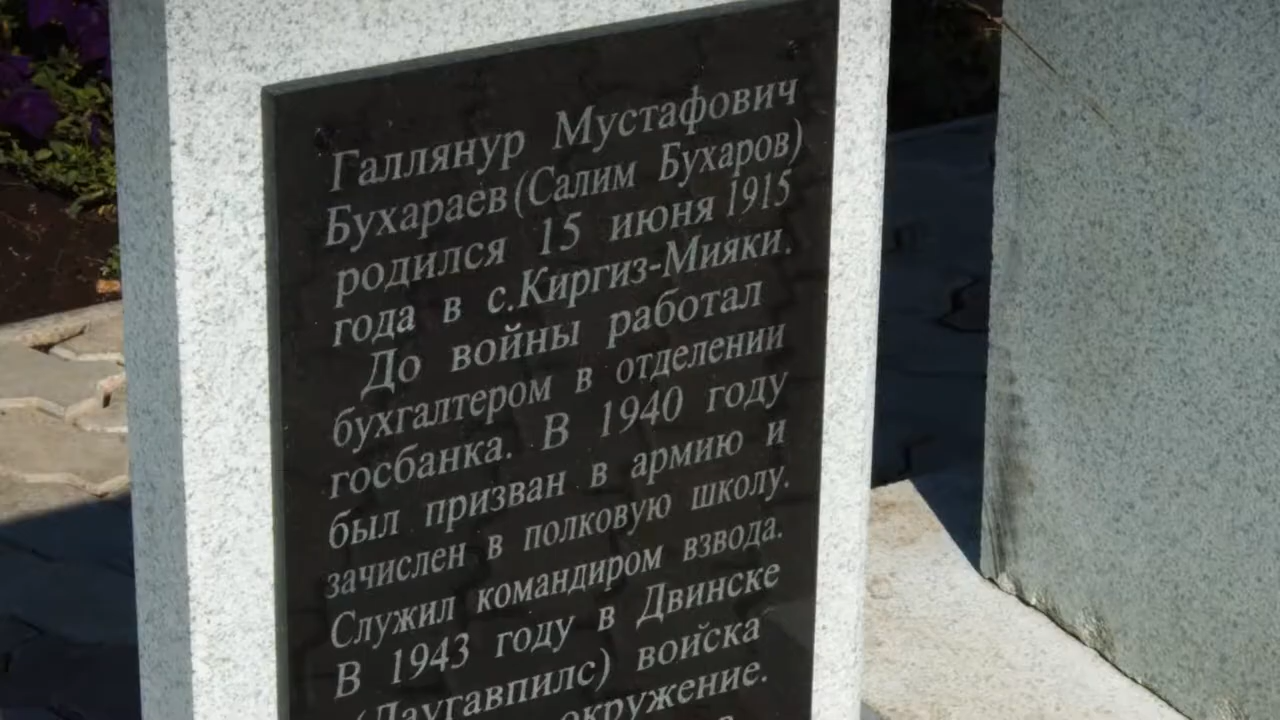 Галлянур Мустафович
Бухараев (Салим Бухаров)
родился 15 июня 1915
года в с.Киргиз-Мияки.
До войны работал
бухгалтером в отделении
госбанка. В 1940 году
был призван в армию и
зачислен в полковую школу.
Служил командиром взвода.
В 1943 году в Двинске
(Даугавпилс) войска
окружение.